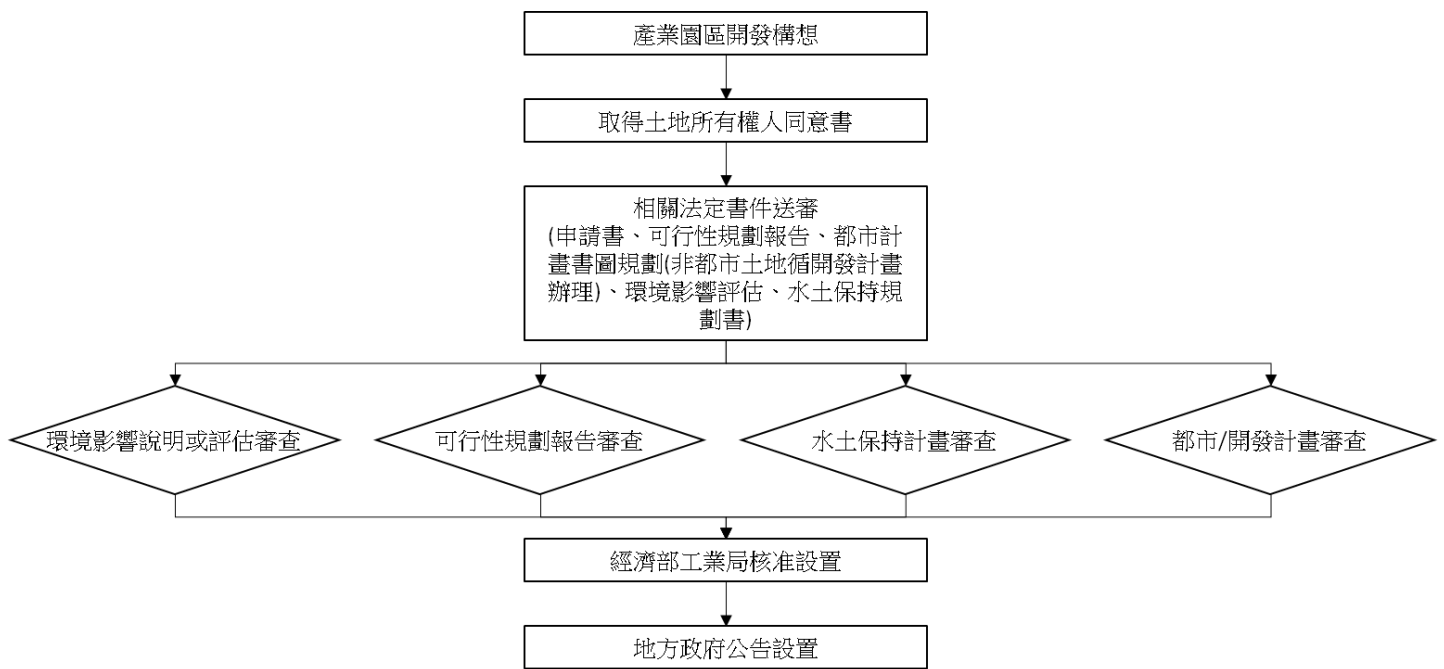 產業園區開發構想
取得土地所有權人同意書
相關法定書件送審
(申請書、可行性規劃報告、都市計
畫書圖規劃(非都市土地循開發計畫
辦理)、環境影響評估、水土保持規
劃書)
環境影響說明或評估審查
可行性規劃報告審查
水土保持計畫審查
都市/開發計畫審查
經濟部工業局核准設置
地方政府公告設置